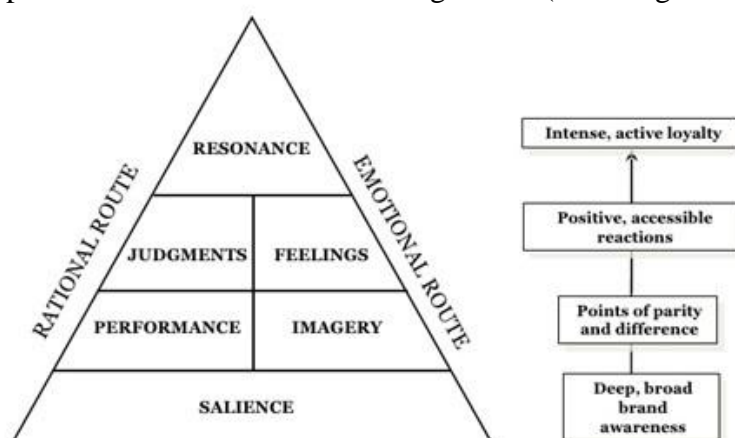 RESONANCE
JUDGMENTS
FEELINGS
PERFORMANCE
IMAGERY
SALIENCE
RATIONAL ROUTE
EMOTIONAL ROUTE
Intense, active loyalty
Positive, accessible
reactions
Points of parity
and difference
Deep, broad
brand
awareness